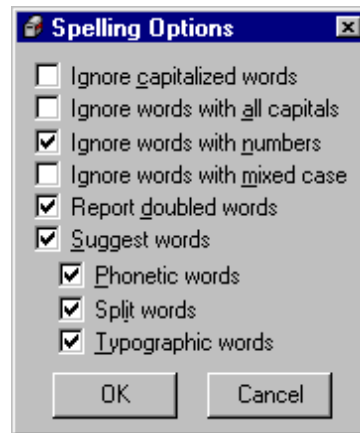 Spelling Options
Ignore capitalized words
Ignore words with all capitals
Ignore words with numbers
Ignore words with mixed case
Report doubled words
Suggest words
Phonetic words
Split words
Typographic words
OK Cancel